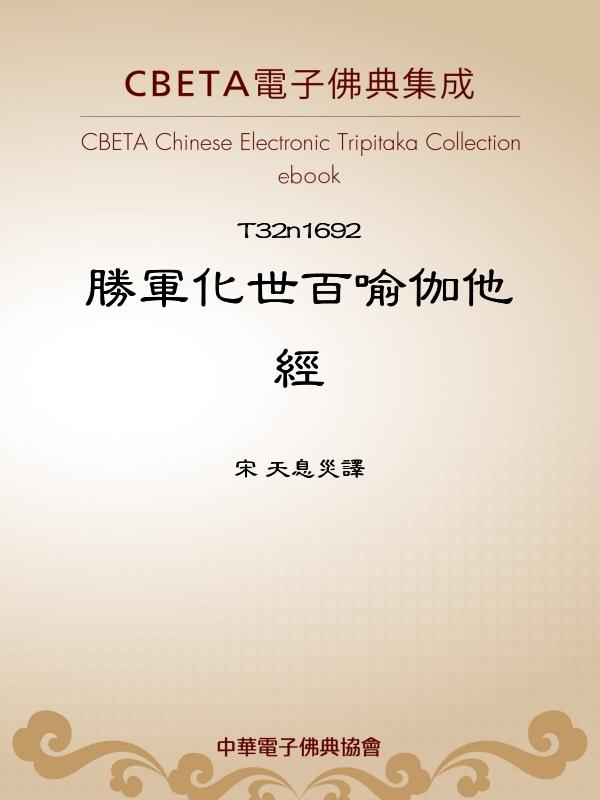 CBETA電子佛典集成
CBETA Chinese Electronic Tripitaka Collection
ebook
T32n1692
勝軍化世百喻伽他
經
宋 天息災譯
中華電子佛典協會